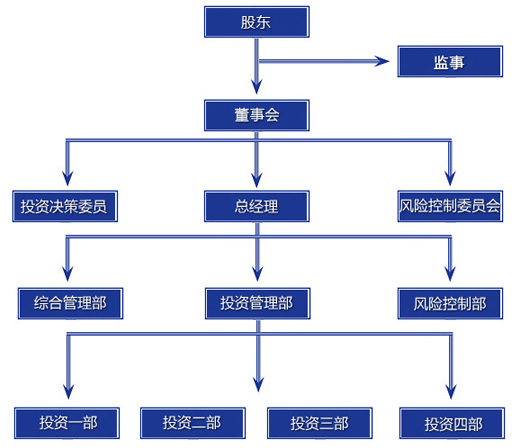 股东
监事
董事会
投资决策委员
总经理
风险控制委员会
综合管理部
投资管理部
风险控制部
投资一部
投资二部
投资三部
投资四部